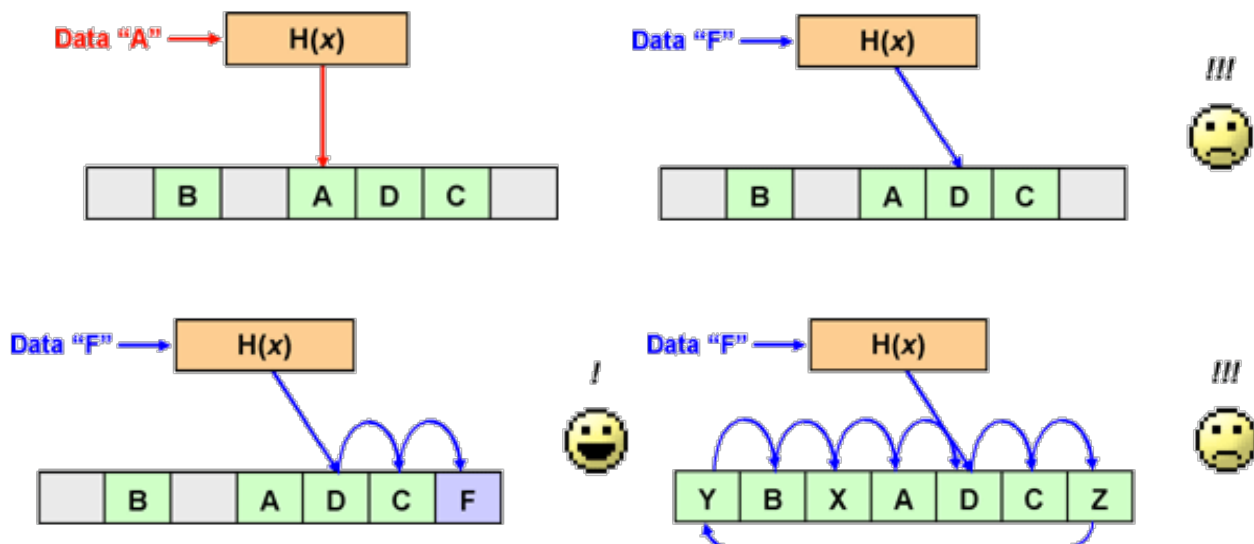 Data “A”
H(x)
B A D C
Data “F”
H(x)
!!!
B A D C
Data “F”
H(x)
!
B A D C F
Data “F”
H(x)
!!!
Y B X A D C Z